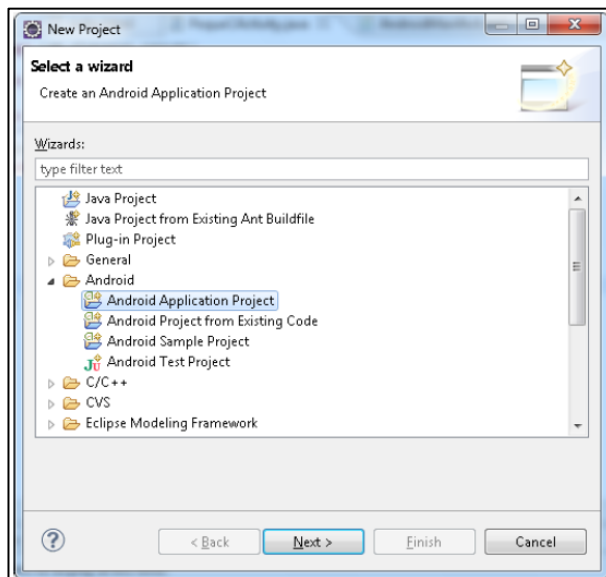 New Project
Select a wizard
Create an Android Application Project
Wizards:
type filter text
Java Project
Java Project from Existing Ant Buildfile
Plug-in Project
General
Android
Android Application Project
Android Project from Existing Code
Android Sample Project
Android Test Project
C/C++
CVS
Eclipse Modeling Framework
< Back
Next >
Finish
Cancel